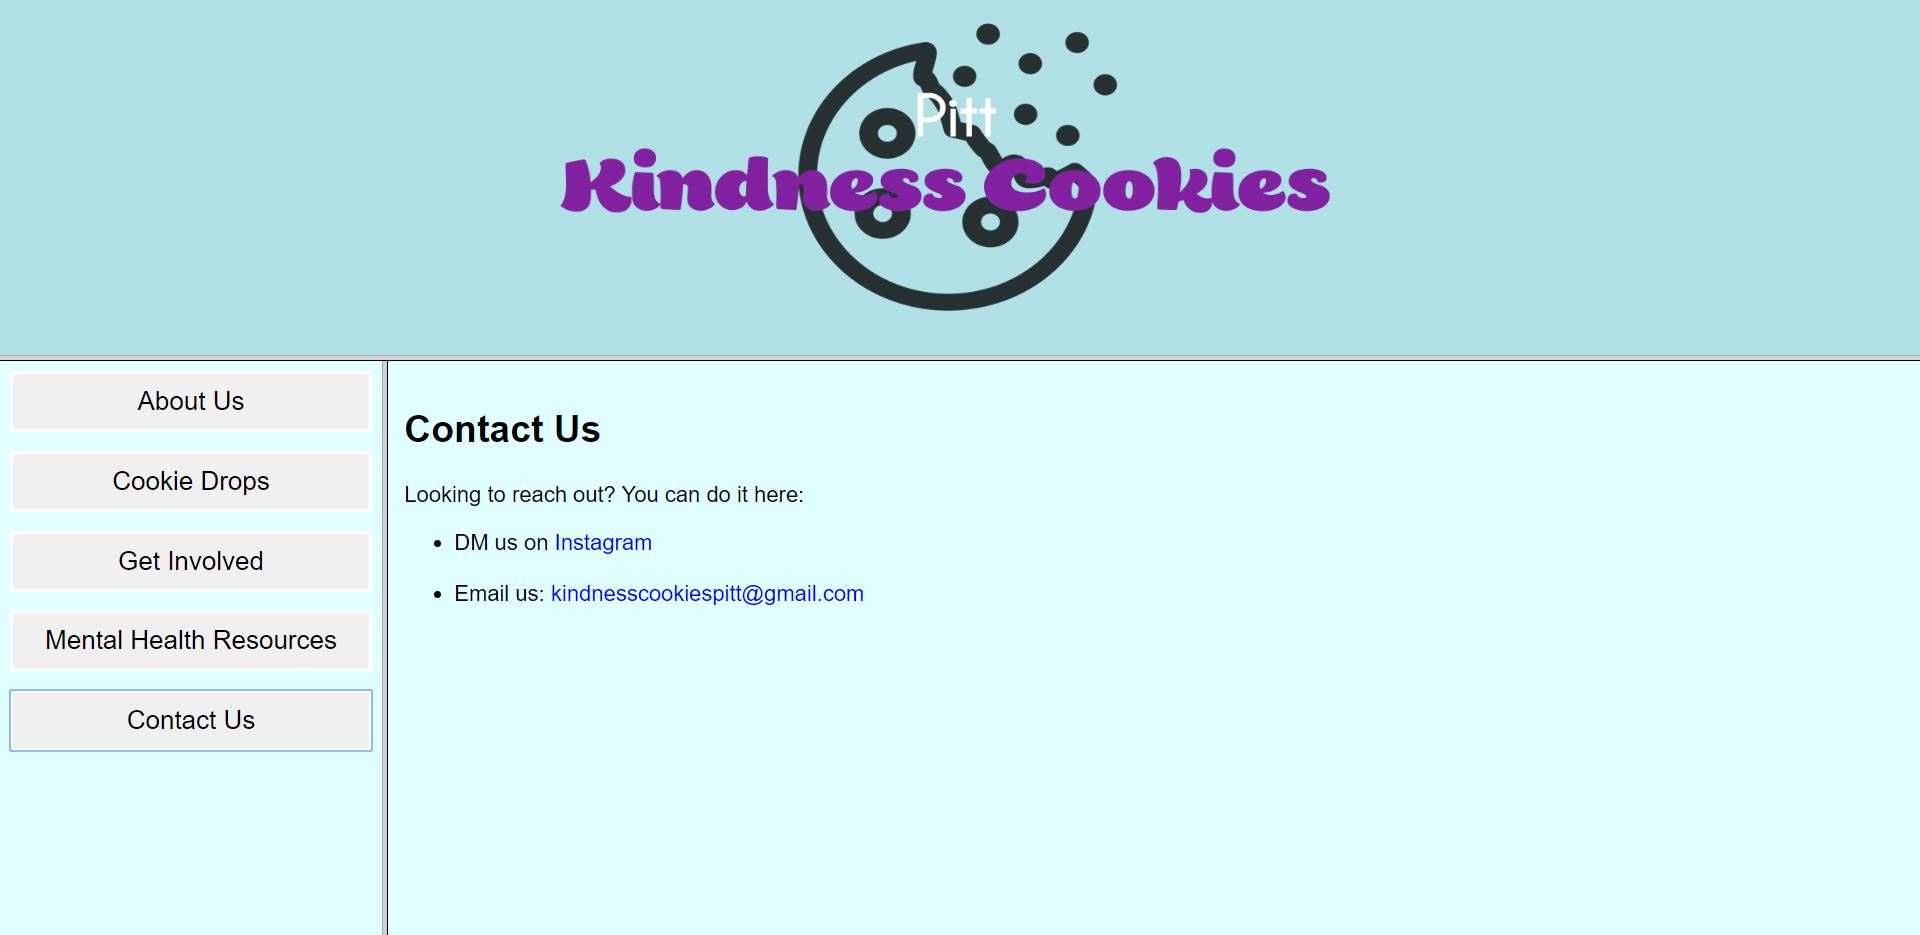 Pitt
Kindness Cookies
About Us
Cookie Drops
Get Involved
Mental Health Resources
Contact Us
Contact Us
Looking to reach out? You can do it here:
DM us on Instagram
Email us: kindnesscookiespitt@gmail.com